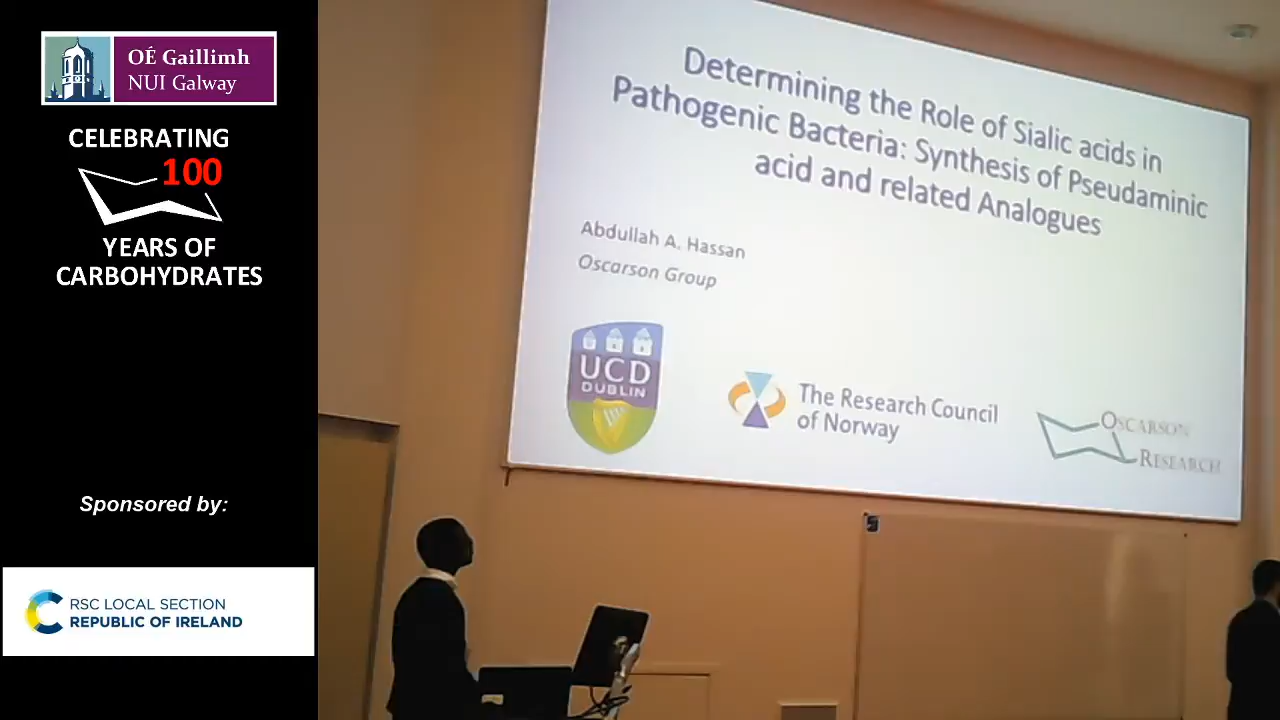 OÉ Gaillimh
NUI Galway
CELEBRATING
100
YEARS OF
CARBOHYDRATES
Sponsored by:
RSC LOCAL SECTION
REPUBLIC OF IRELAND
Determining the Role of Sialic acids in
Pathogenic Bacteria: Synthesis of Pseudaminic
acid and related Analogues
Abdullah A. Hassan
Oscarson Group
UCD
DUBLIN
The Research Council
of Norway
OSCARSON
RESEARCH